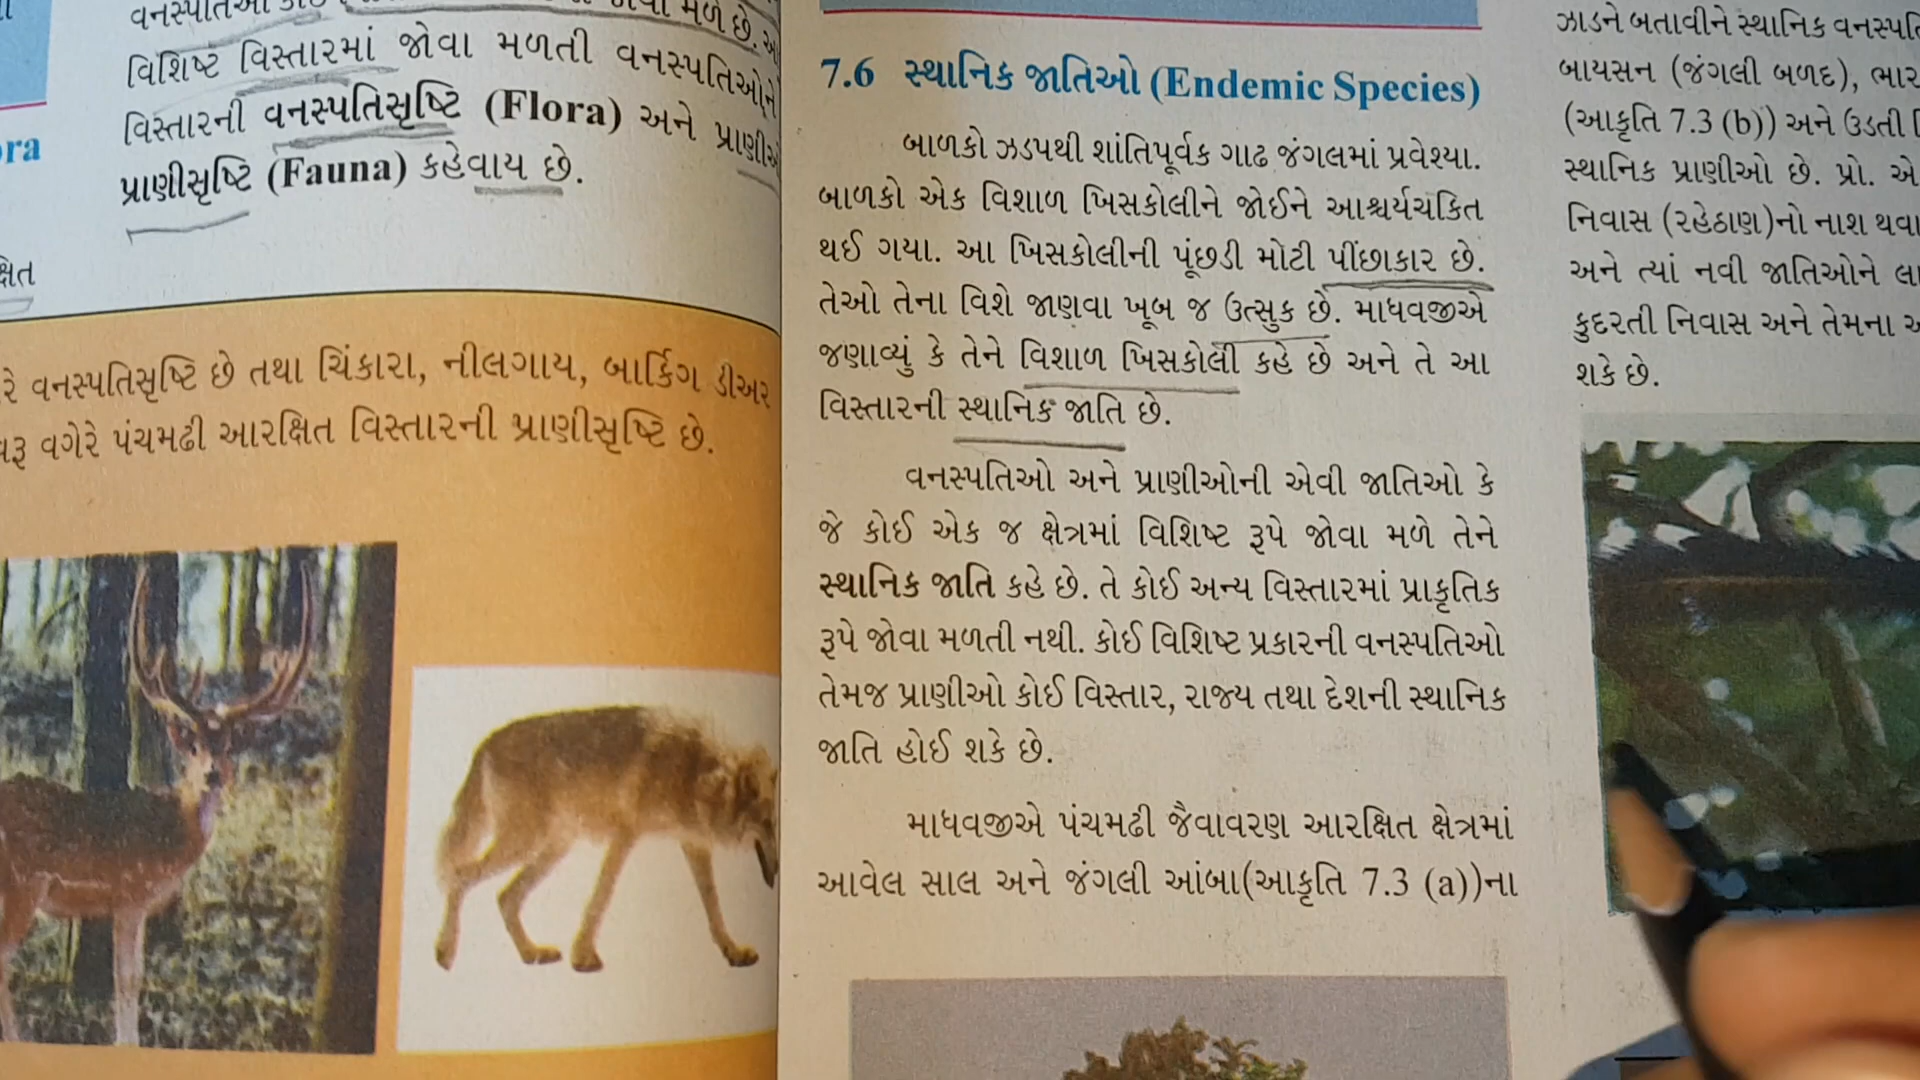 વનસ્પતિઓ
વિશિષ્ટ વિસ્તારમાં જોવા મળતી વનસ્પતિઓને
વિસ્તારની વનસ્પતિસૃષ્ટિ (Flora) અને
પ્રાણીસૃષ્ટિ (Fauna) કહેવાય છે.
વનસ્પતિસૃષ્ટિ છે તથા ચિંકારા, નીલગાય, બાર્કિંગ ડીઅર
વગેરે પંચમઢી આરક્ષિત વિસ્તારની પ્રાણીસૃષ્ટિ છે.
7.6 સ્થાનિક જાતિઓ (Endemic Species)
બાળકો ઝડપથી શાંતિપૂર્વક ગાઢ જંગલમાં પ્રવેશ્યા.
બાળકો એક વિશાળ ખિસકોલીને જોઈને આશ્ચર્યચકિત
થઈ ગયા. આ ખિસકોલીની પૂંછડી મોટી પીંછાકાર છે.
તેઓ તેના વિશે જાણવા ખૂબ જ ઉત્સુક છે. માધવજીએ
જણાવ્યું કે તેને વિશાળ ખિસકોલી કહે છે અને તે આ
વિસ્તારની સ્થાનિક જાતિ છે.
વનસ્પતિઓ અને પ્રાણીઓની એવી જાતિઓ કે
જે કોઈ એક જ ક્ષેત્રમાં વિશિષ્ટ રૂપે જોવા મળે તેને
સ્થાનિક જાતિ કહે છે. તે કોઈ અન્ય વિસ્તારમાં પ્રાકૃતિક
રૂપે જોવા મળતી નથી. કોઈ વિશિષ્ટ પ્રકારની વનસ્પતિઓ
તેમજ પ્રાણીઓ કોઈ વિસ્તાર, રાજ્ય તથા દેશની સ્થાનિક
જાતિ હોઈ શકે છે.
માધવજીએ પંચમઢી જૈવાવરણ આરક્ષિત ક્ષેત્રમાં
આવેલ સાલ અને જંગલી આંબા(આકૃતિ 7.3 (a))ના
ઝાડને બતાવીને સ્થાનિક
બાયસન (જંગલી બળદ),
(આકૃતિ 7.3 (b)) અને ઉડતી
સ્થાનિક પ્રાણીઓ છે. પ્રો.
નિવાસ (રહેઠાણ)નો નાશ
અને ત્યાં નવી જાતિઓને
કુદરતી નિવાસ અને તેમના
શકે છે.